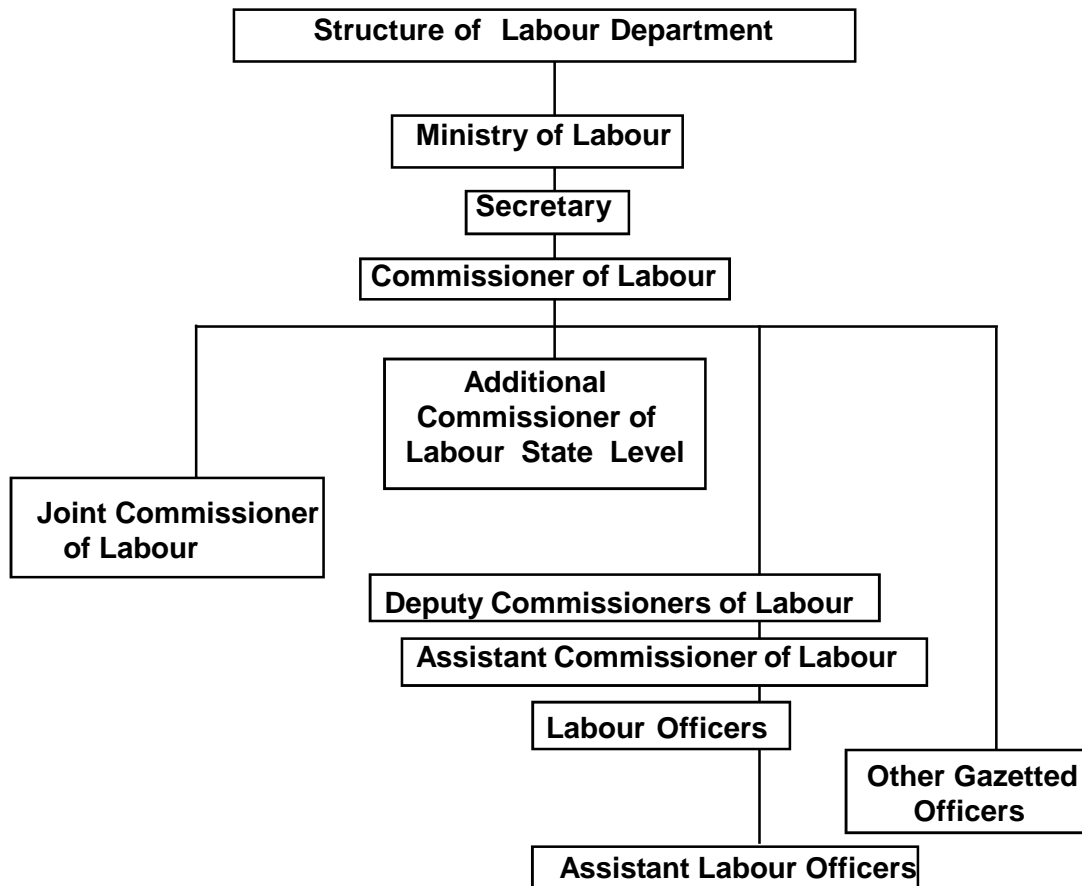 Structure of Labour Department
Ministry of Labour
Secretary
Commissioner of Labour
Additional
Commissioner of
Labour State Level
Joint Commissioner
of Labour
Deputy Commissioners of Labour
Assistant Commissioner of Labour
Labour Officers
Other Gazetted
Officers
Assistant Labour Officers